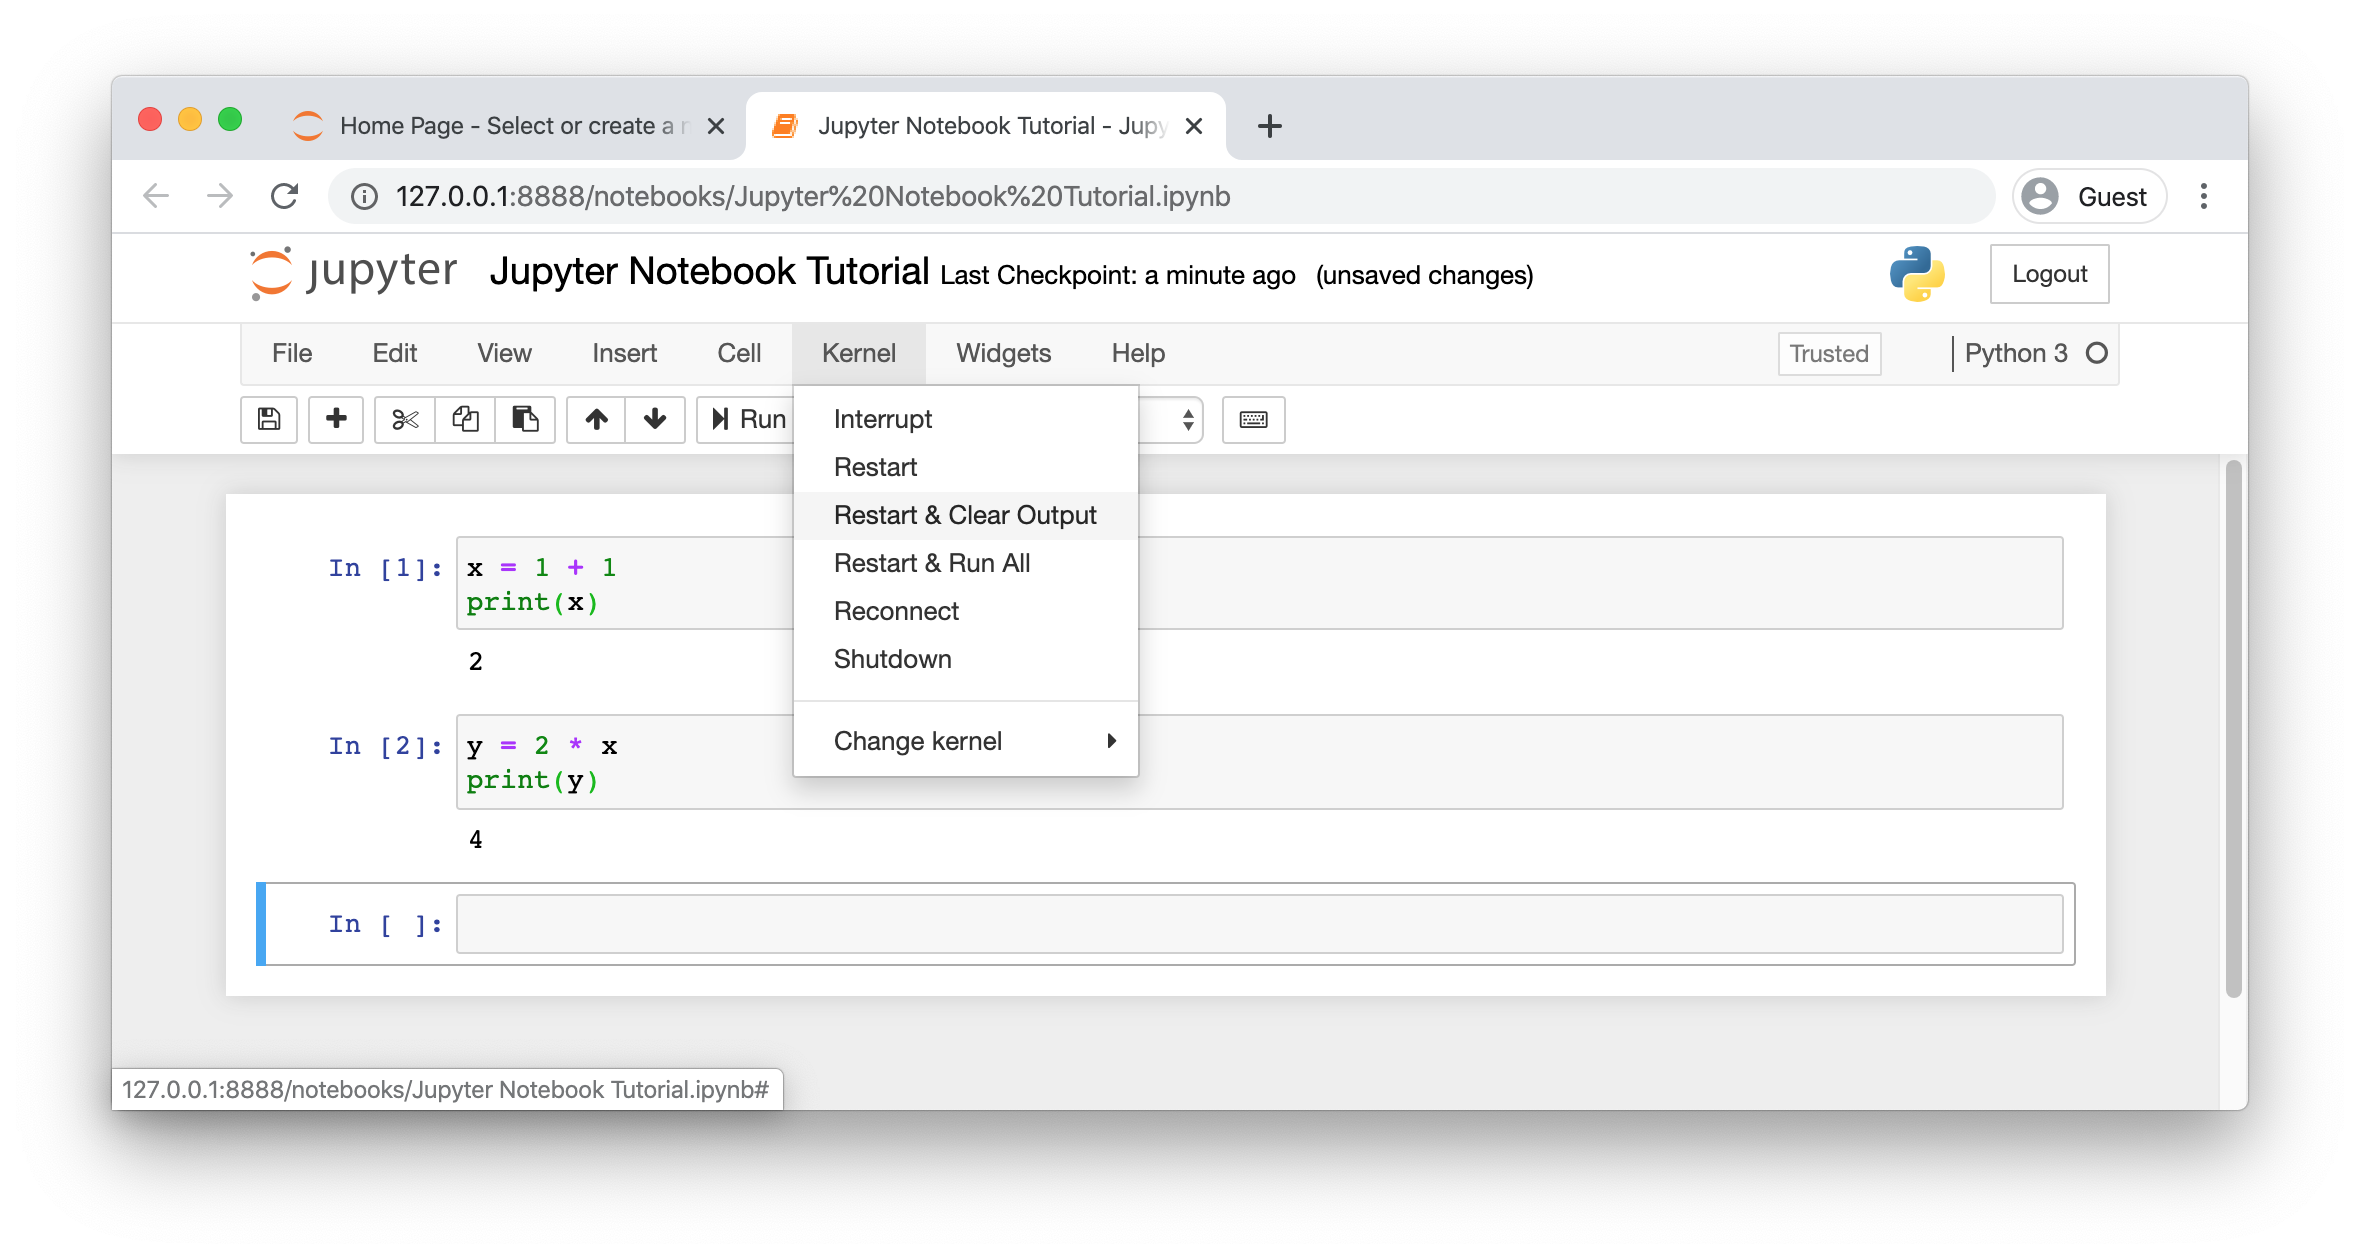 Home Page - Select or create a n
Jupyter Notebook Tutorial - Jupy
127.0.0.1:8888/notebooks/Jupyter%20Notebook%20Tutorial.ipynb
Guest
jupyter Jupyter Notebook Tutorial Last Checkpoint: a minute ago (unsaved changes)
Logout
File Edit View Insert Cell Kernel Widgets Help
Trusted
Python 3
Run
Interrupt
Restart
Restart & Clear Output
Restart & Run All
Reconnect
Shutdown
Change kernel
In [1]: x = 1 + 1
print(x)
2
In [2]: y = 2 * x
print(y)
4
In [ ]:
127.0.0.1:8888/notebooks/Jupyter Notebook Tutorial.ipynb#